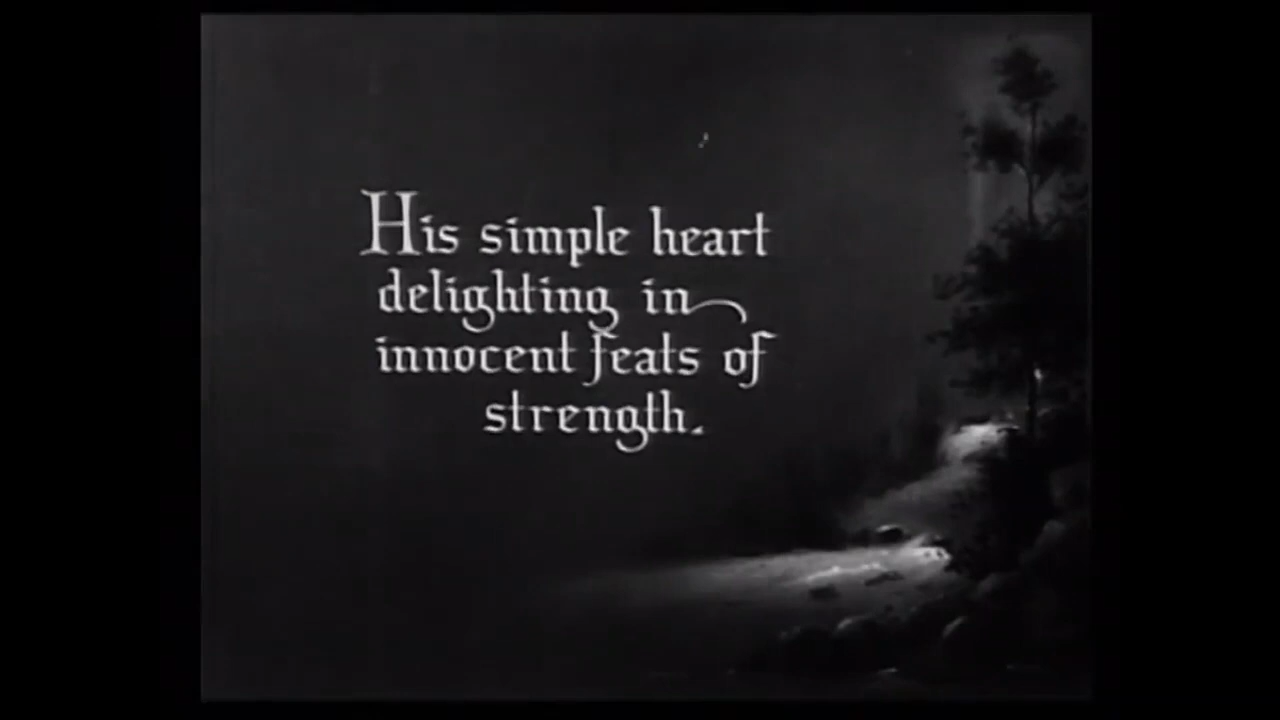 His simple heart
delighting in
innocent feats of
strength.